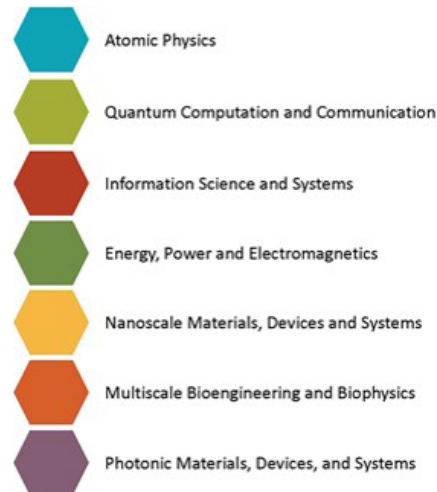 Atomic Physics
Quantum Computation and Communication
Information Science and Systems
Energy, Power and Electromagnetics
Nanoscale Materials, Devices and Systems
Multiscale Bioengineering and Biophysics
Photonic Materials, Devices, and Systems